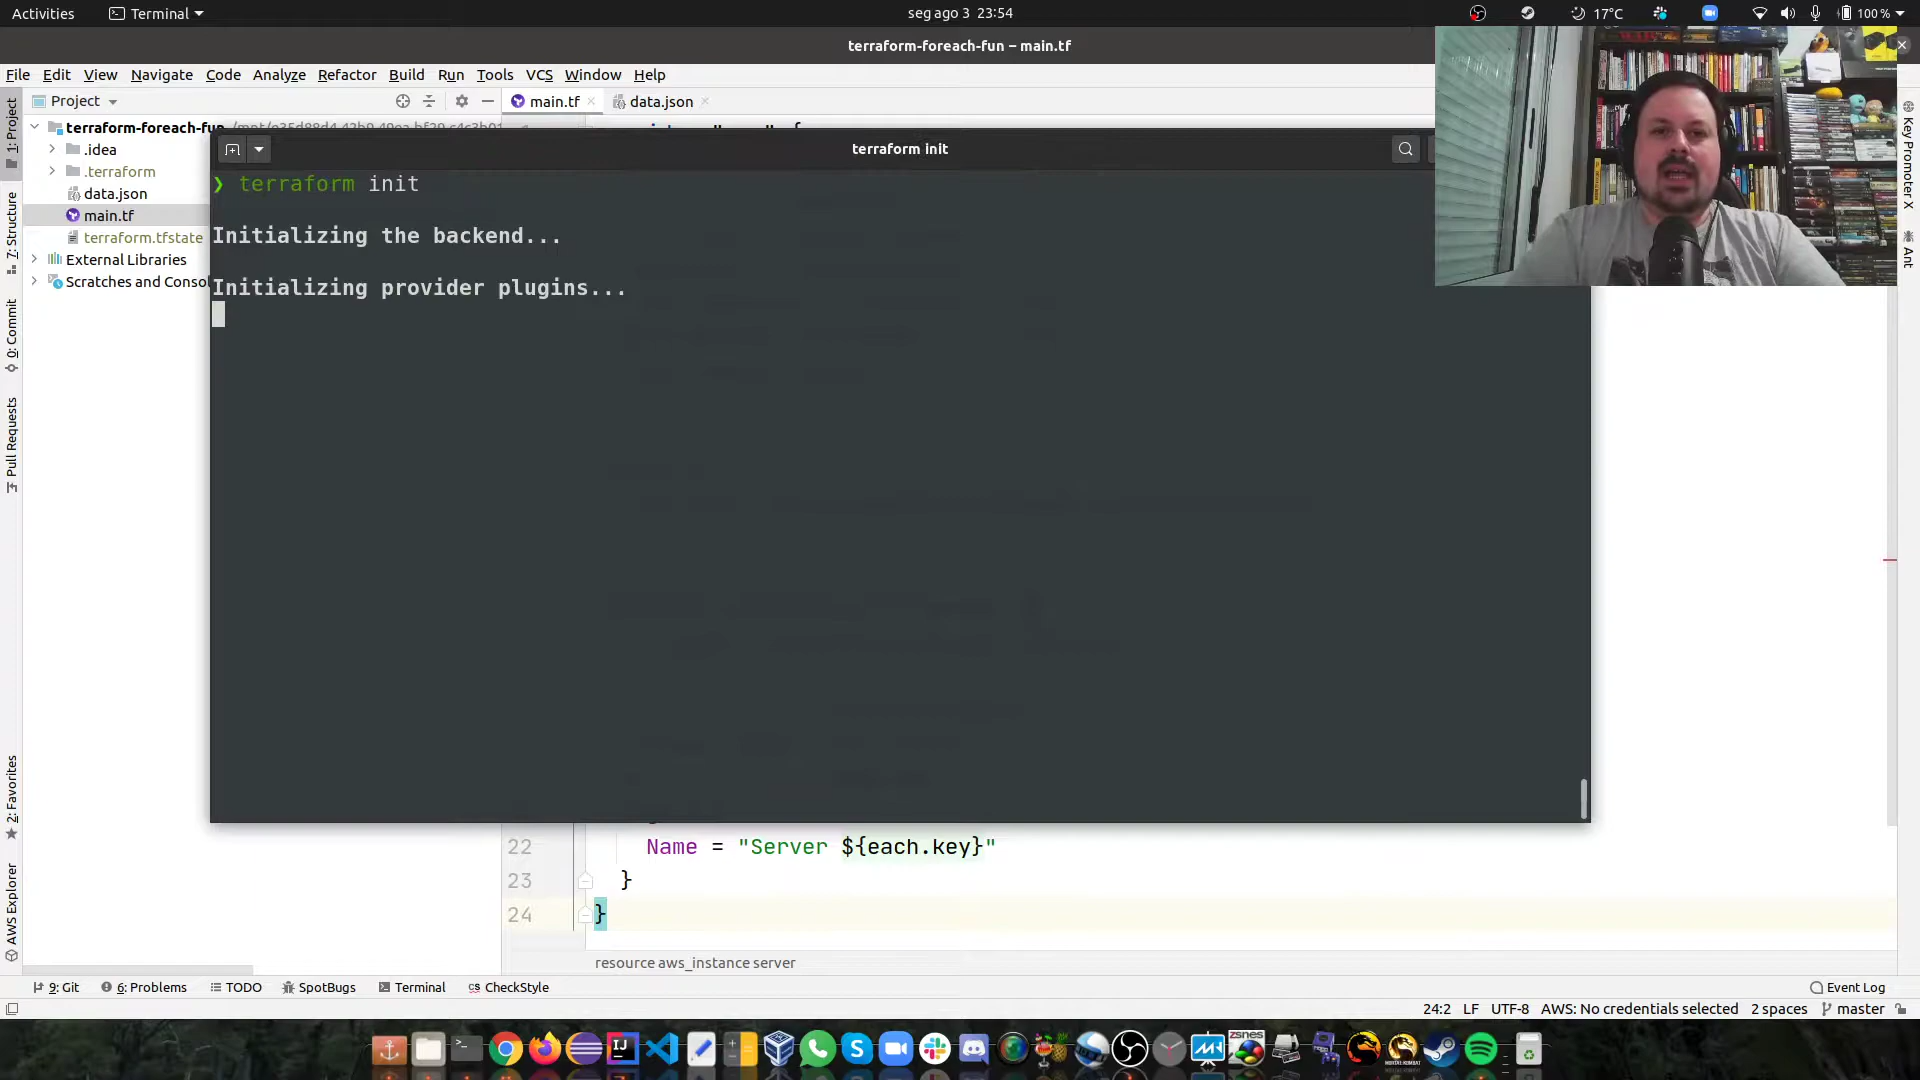 Activities
Terminal
seg ago 3 23:54
17°C
100 %
terraform-foreach-fun – main.tf
File Edit View Navigate Code Analyze Refactor Build Run Tools VCS Window Help
Project
main.tf
data.json
terraform-foreach-fun
.idea
.terraform
data.json
main.tf
terraform.tfstate
External Libraries
Scratches and Consol
1: Project
7: Structure
0: Commit
Pull Requests
2: Favorites
AWS Explorer
terraform init
❯ terraform init
Initializing the backend...
Initializing provider plugins...
Key Promoter X
Ant
22 Name = "Server ${each.key}"
23 }
24 }
resource aws_instance server
9: Git
6: Problems
TODO
SpotBugs
Terminal
CS CheckStyle
Event Log
24:2 LF UTF-8 AWS: No credentials selected 2 spaces master